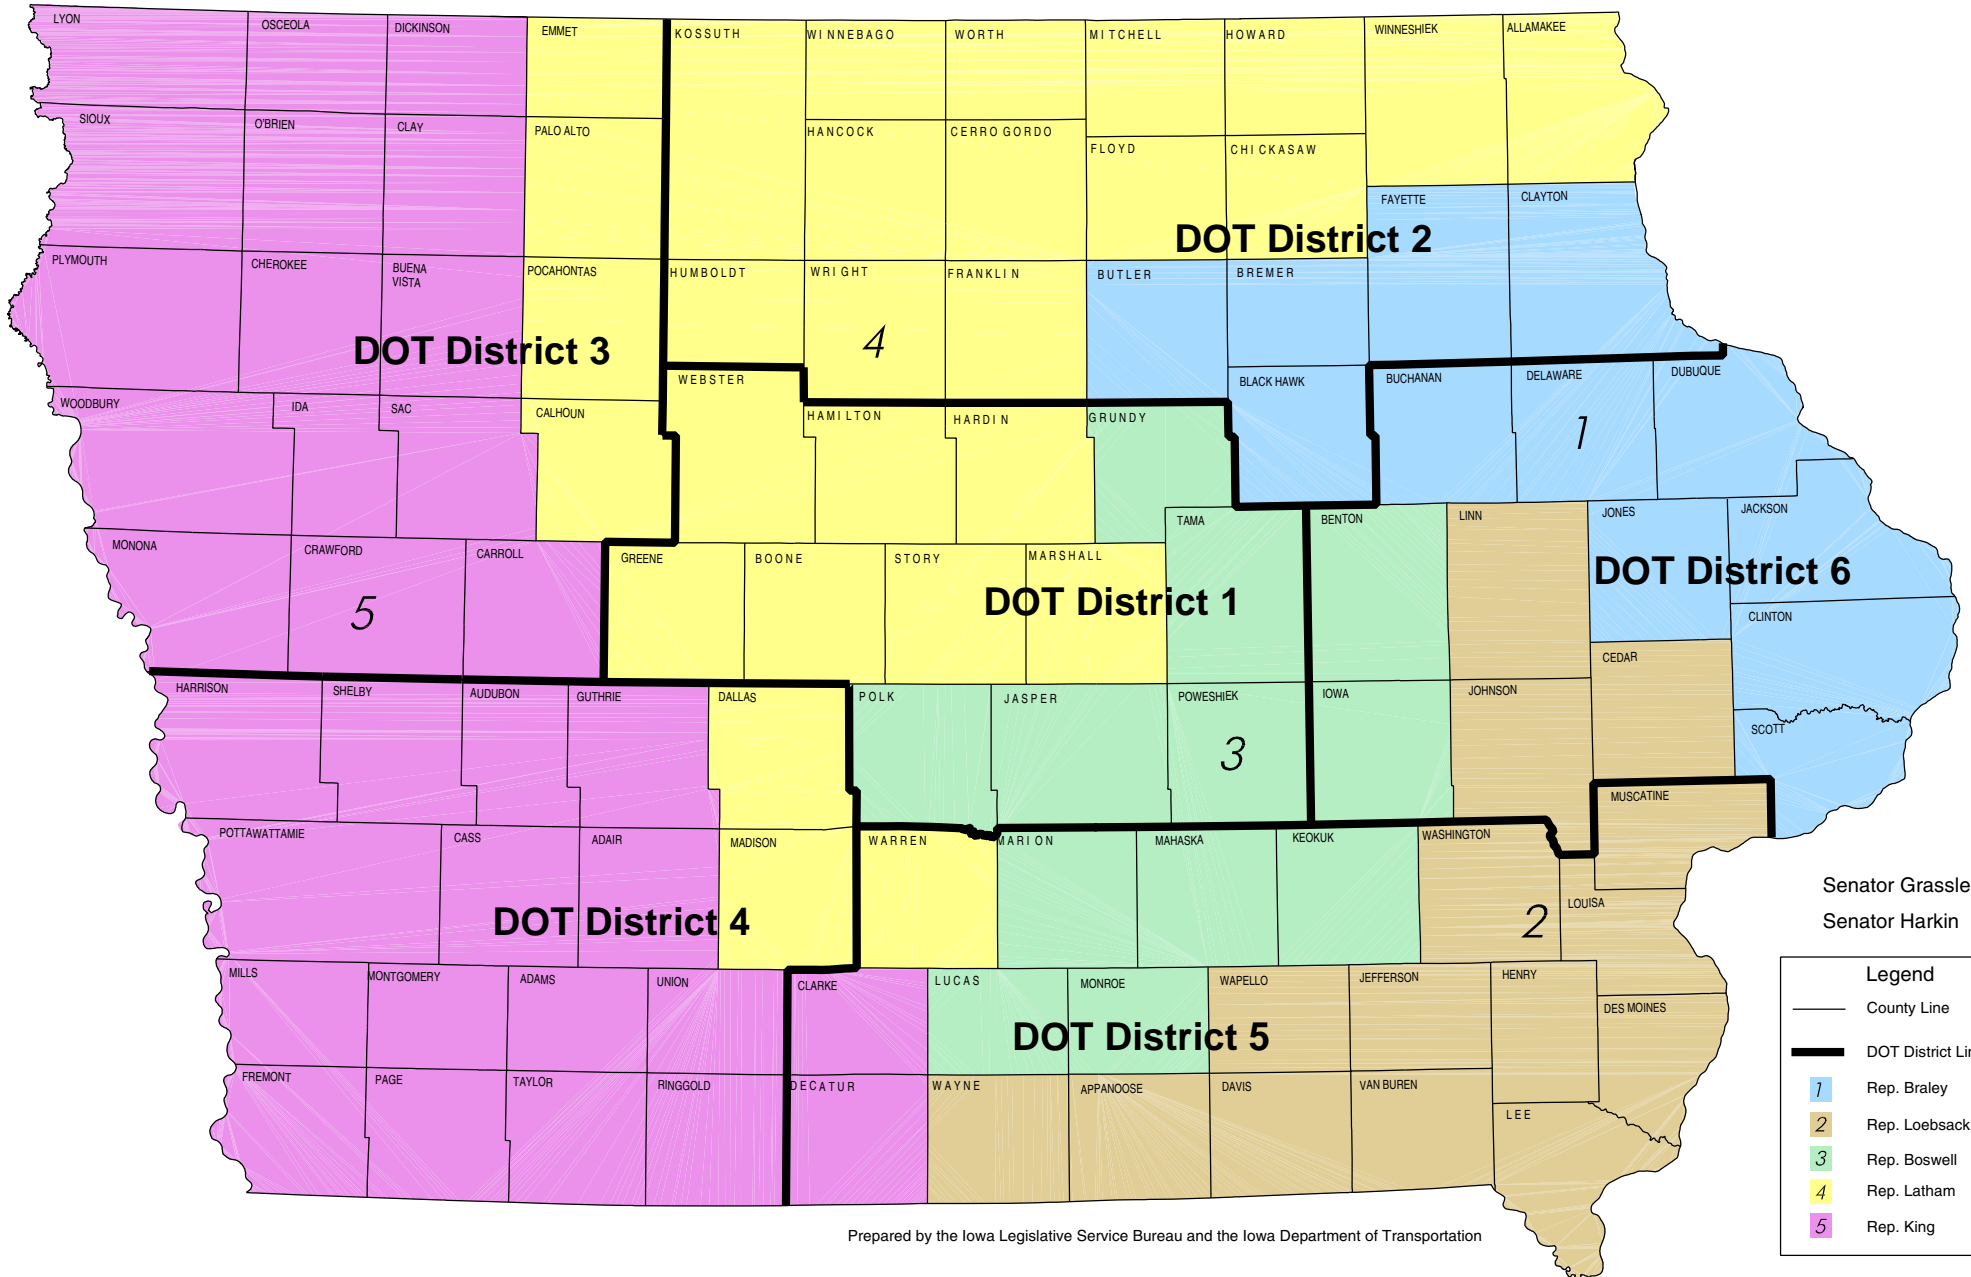 LYON
OSCEOLA
DICKINSON
EMMET
KOSSUTH
WINNEBAGO
WORTH
MITCHELL
HOWARD
WINNESHIEK
ALLAMAKEE
SIOUX
O'BRIEN
CLAY
PALO ALTO
HANCOCK
CERRO GORDO
FLOYD
CHICKASAW
FAYETTE
CLAYTON
DOT District 2
PLYMOUTH
CHEROKEE
BUENA
VISTA
POCAHONTAS
HUMBOLDT
WRIGHT
FRANKLIN
BUTLER
BREMER
DOT District 3
4
WEBSTER
BLACK HAWK
BUCHANAN
DELAWARE
DUBUQUE
WOODBURY
IDA
SAC
CALHOUN
HAMILTON
HARDIN
GRUNDY
1
TAMA
BENTON
LINN
JONES
JACKSON
MONONA
CRAWFORD
CARROLL
GREENE
BOONE
STORY
MARSHALL
DOT District 6
5
DOT District 1
CLINTON
CEDAR
HARRISON
SHELBY
AUDUBON
GUTHRIE
DALLAS
POLK
JASPER
POWESHIEK
IOWA
JOHNSON
SCOTT
3
MUSCATINE
POTTAWATTAMIE
CASS
ADAIR
MADISON
WARREN
MARION
MAHASKA
KEOKUK
WASHINGTON
LOUISA
DOT District 4
2
Senator Grassle
Senator Harkin
MILLS
MONTGOMERY
ADAMS
UNION
CLARKE
LUCAS
MONROE
WAPELLO
JEFFERSON
HENRY
DES MOINES
DOT District 5
FREMONT
PAGE
TAYLOR
RINGGOLD
DECATUR
WAYNE
APPANOOSE
DAVIS
VAN BUREN
LEE
Legend
County Line
DOT District Lin
1 Rep. Braley
2 Rep. Loebsack
3 Rep. Boswell
4 Rep. Latham
5 Rep. King
Prepared by the Iowa Legislative Service Bureau and the Iowa Department of Transportation